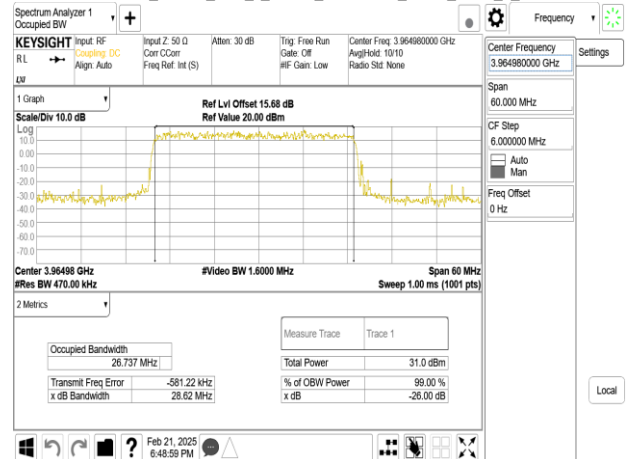 Spectrum Analyzer 1
Occupied BW
Frequency
KEYSIGHT
RL
Input: RF
Coupling: DC
Align: Auto
Input Z: 50 Ω
Corr CCorr
Freq Ref: Int (S)
Atten: 30 dB
Trig: Free Run
Gate: Off
#IF Gain: Low
Center Freq: 3.964980000 GHz
Avg|Hold: 10/10
Radio Std: None
Center Frequency
3.964980000 GHz
Settings
Span
60.000 MHz
CF Step
6.000000 MHz
Auto
Man
Freq Offset
0 Hz
1 Graph
Scale/Div 10.0 dB
Ref Lvl Offset 15.68 dB
Ref Value 20.00 dBm
Log
10.0
0.00
-10.0
-20.0
-30.0
-40.0
-50.0
-60.0
-70.0
Center 3.96498 GHz
#Res BW 470.00 kHz
#Video BW 1.6000 MHz
Span 60 MHz
Sweep 1.00 ms (1001 pts)
2 Metrics
Measure Trace Trace 1
Occupied Bandwidth
26.737 MHz
Total Power 31.0 dBm
Transmit Freq Error -581.22 kHz
% of OBW Power 99.00 %
x dB Bandwidth 28.62 MHz
x dB -26.00 dB
Local
Feb 21, 2025
6:48:59 PM